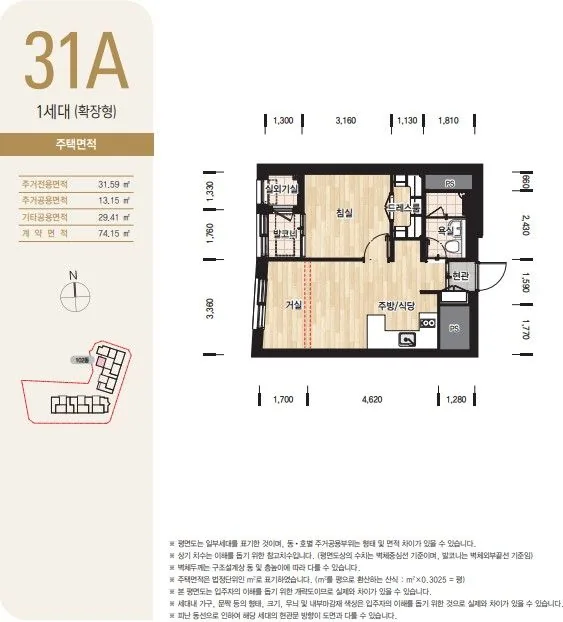 31A
1세대 (확장형)
주택면적
주거전용면적 31.59 ㎡
주거공용면적 13.15 ㎡
기타공용면적 29.41 ㎡
계 약 면 적 74.15 ㎡
N
102동
1,300 3,160 1,130 1,810
1,330
1,760
3,360
660
2,430
1,590
1,770
실외기실
발코니
침실
드레스룸
PS
욕실
현관
거실
주방/식당
PS
1,700 4,620 1,280
※ 평면도는 일부세대를 표기한 것이며, 동•호별 주거공용부위는 형태 및 면적 차이가 있을 수 있습니다.
※ 상기 치수는 이해를 돕기 위한 참고치수입니다. (평면도상의 수치는 벽체중심선 기준이며, 발코니는 벽체외부끝선 기준임)
※ 벽체두께는 구조설계상 동 및 층높이에 따라 다를 수 있습니다.
※ 주택면적은 법정단위인 ㎡로 표기하였습니다. (㎡를 평으로 환산하는 산식 : ㎡×0.3025 = 평)
※ 본 평면도는 입주자의 이해를 돕기 위한 개략도이므로 실제와 차이가 있을 수 있습니다.
※ 세대내 가구, 문짝 등의 형태, 크기, 무늬 및 내부마감재 색상은 입주자의 이해를 돕기 위한 것으로 실제와 차이가 있을 수 있습니다.
※ 피난 동선으로 인하여 해당 세대의 현관문 방향이 도면과 다를 수 있습니다.